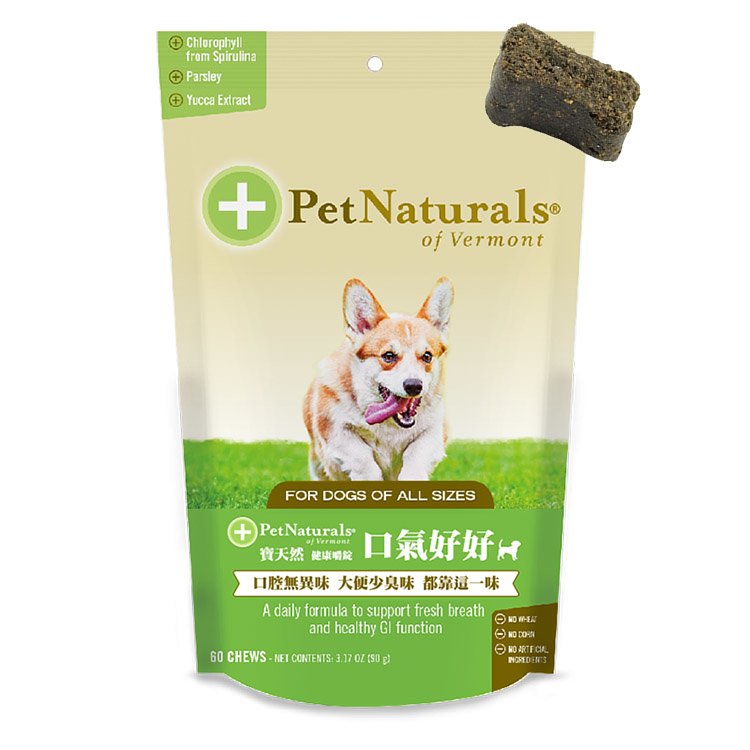 Chlorophyll
from Spirulina
Parsley
Yucca Extract
PetNaturals®
of Vermont
FOR DOGS OF ALL SIZES
PetNaturals®
of Vermont
寶天然 健康嚼錠 口氣好好
口腔無異味 大便少臭味 都靠這一味
A daily formula to support fresh breath
and healthy GI function
NO WHEAT
NO CORN
NO ARTIFICIAL
INGREDIENTS
60 CHEWS - NET CONTENTS: 3.17 OZ (90 g)